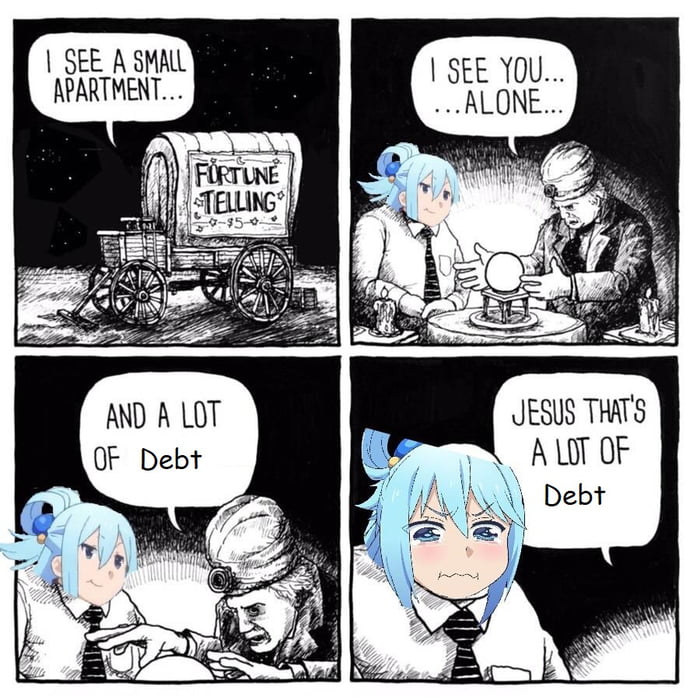 I SEE A SMALL
APARTMENT...
FORTUNE
TELLING
$5
I SEE YOU...
...ALONE...
AND A LOT
OF Debt
JESUS THAT'S
A LOT OF
Debt